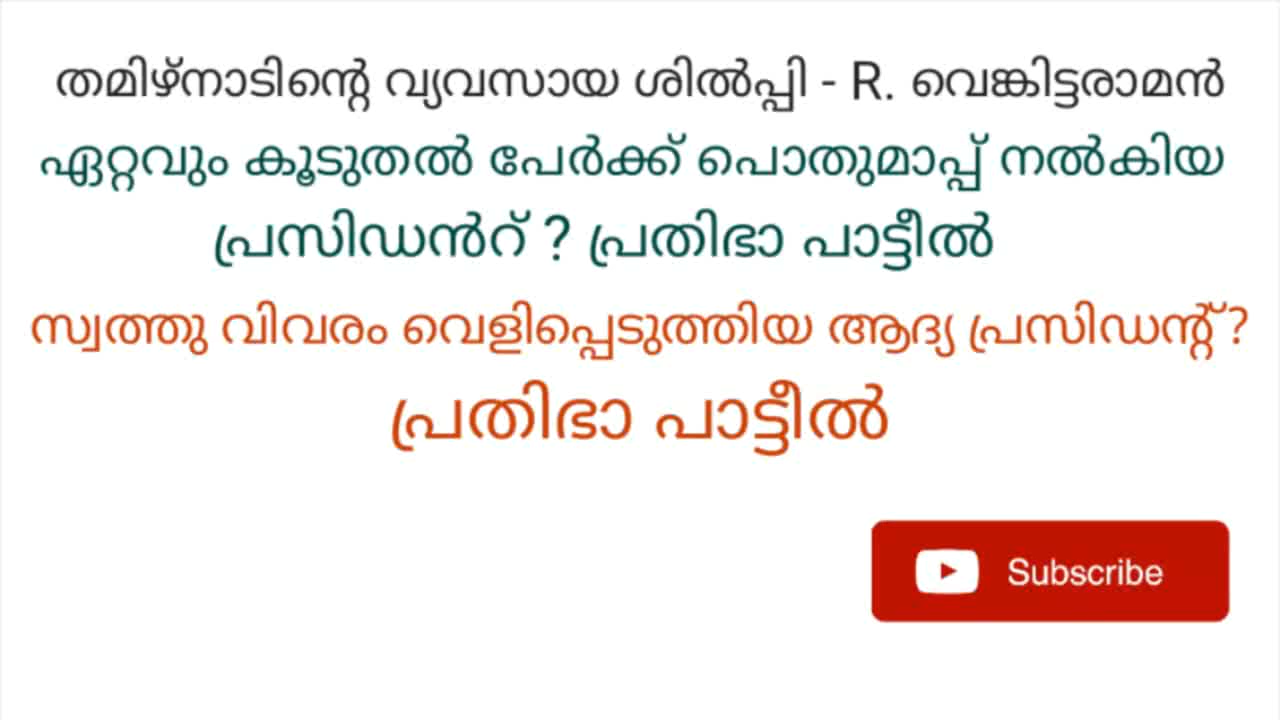 തമിഴ്നാടിന്റെ വ്യവസായ ശിൽപ്പി - R. വെങ്കിട്ടരാമൻ
ഏറ്റവും കൂടുതൽ പേർക്ക് പൊതുമാപ്പ് നൽകിയ
പ്രസിഡൻറ് ? പ്രതിഭാ പാട്ടീൽ
സ്വത്തു വിവരം വെളിപ്പെടുത്തിയ ആദ്യ പ്രസിഡന്റ് ?
പ്രതിഭാ പാട്ടീൽ
Subscribe